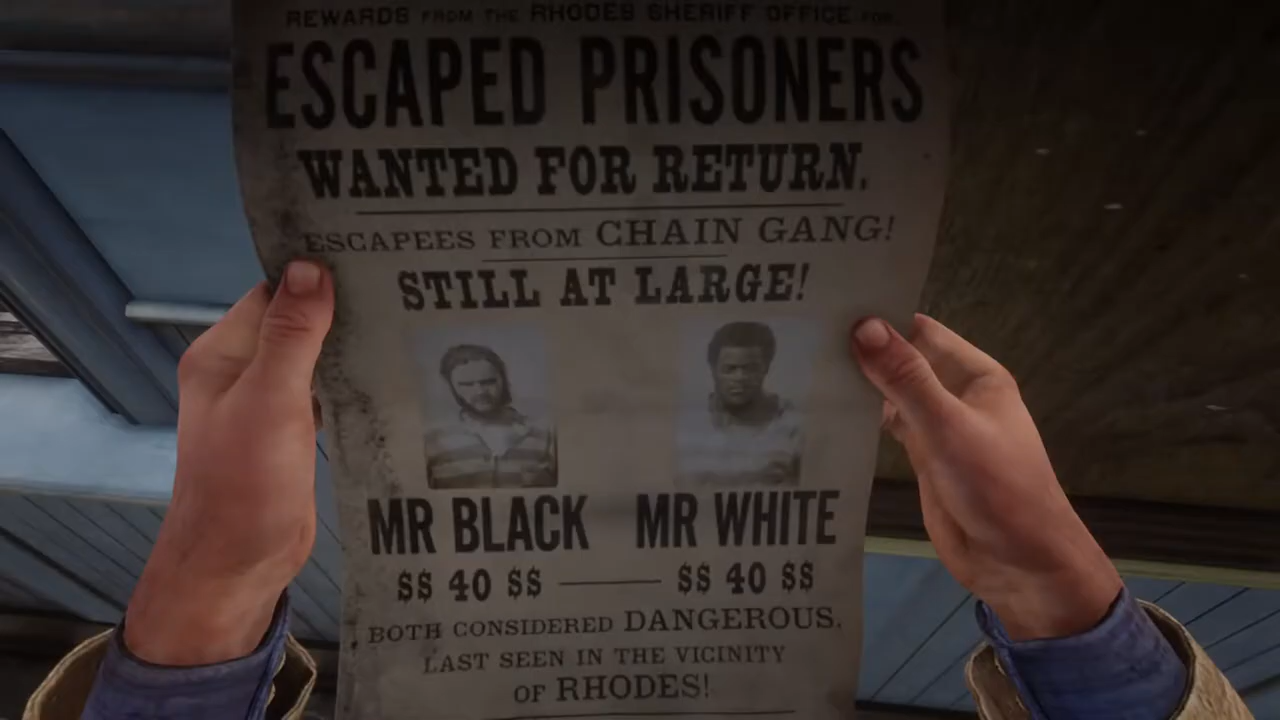 REWARDS FROM THE RHODES SHERIFF OFFICE FOR
ESCAPED PRISONERS
WANTED FOR RETURN.
ESCAPEES FROM CHAIN GANG!
STILL AT LARGE!
MR BLACK MR WHITE
$$ 40 $$ $$ 40 $$
BOTH CONSIDERED DANGEROUS.
LAST SEEN IN THE VICINITY
OF RHODES!